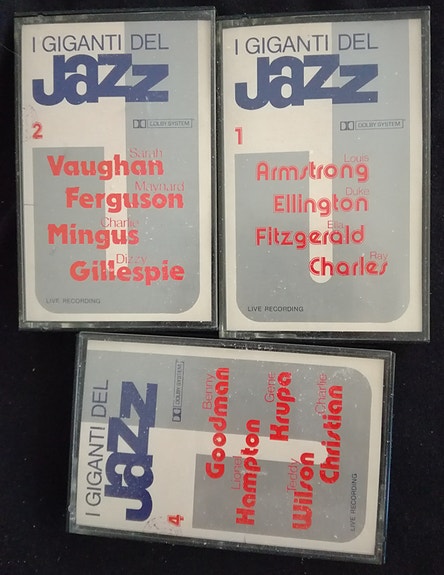 I GIGANTI DEL
Jazz
DOLBY SYSTEM
2
Sarah
Vaughan
Maynard
Ferguson
Charlie
Mingus
Dizzy
Gillespie
LIVE RECORDING
I GIGANTI DEL
Jazz
DOLBY SYSTEM
1
Louis
Armstrong
Duke
Ellington
Ella
Fitzgerald
Ray
Charles
LIVE RECORDING
I GIGANTI DEL
Jazz
DOLBY SYSTEM
4
Benny
Goodman
Lionel
Hampton
Gene
Krupa
Teddy
Wilson
Charlie
Christian
LIVE RECORDING